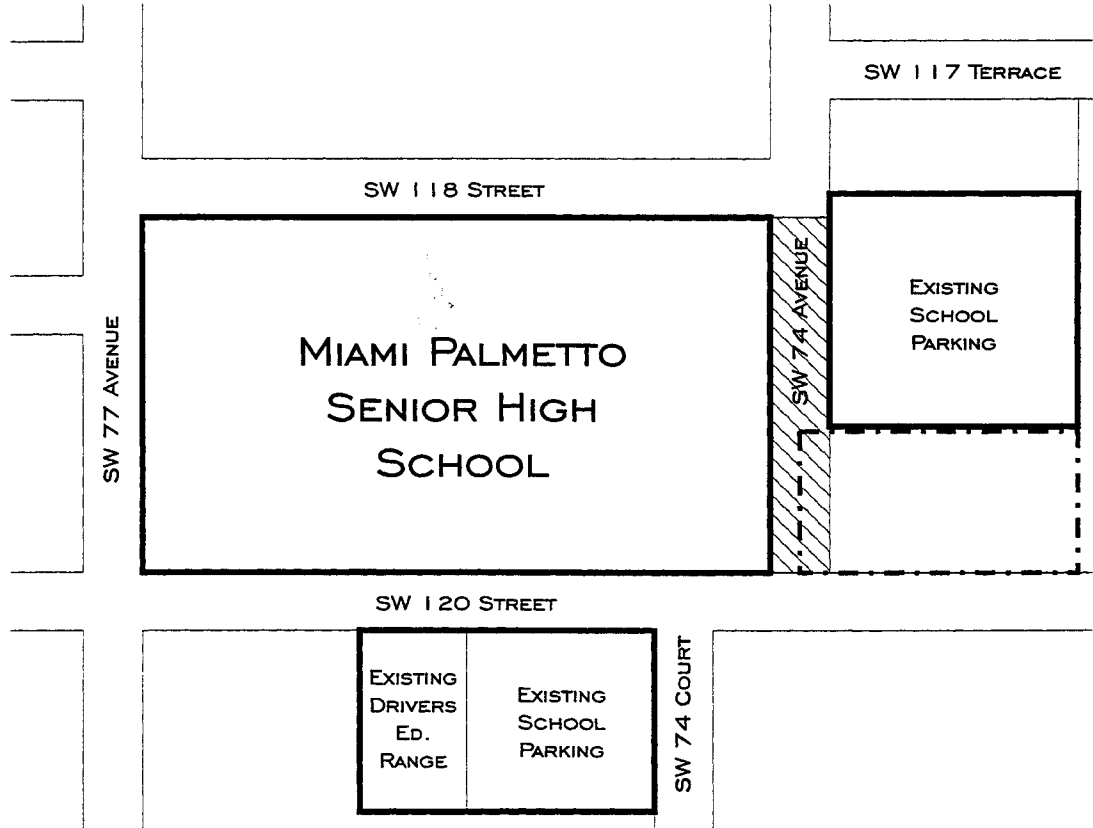 SW 117 TERRACE
SW 118 STREET
SW 77 AVENUE
MIAMI PALMETTO
SENIOR HIGH
SCHOOL
SW 74 AVENUE
EXISTING
SCHOOL
PARKING
SW 120 STREET
EXISTING
DRIVERS
ED.
RANGE
EXISTING
SCHOOL
PARKING
SW 74 COURT